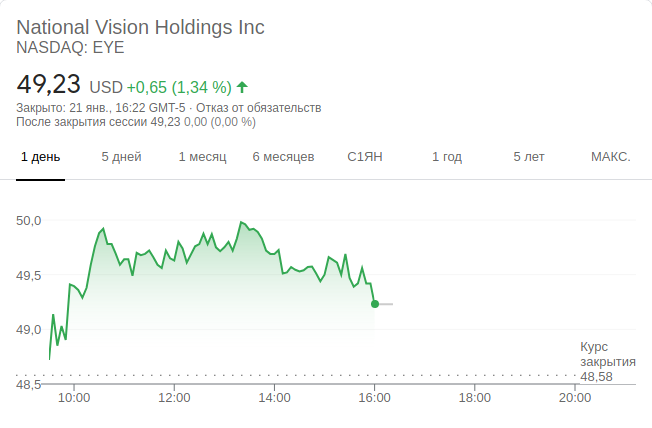 National Vision Holdings Inc
NASDAQ: EYE
49,23 USD +0,65 (1,34 %)
Закрыто: 21 янв., 16:22 GMT-5 · Отказ от обязательств
После закрытия сессии 49,23 0,00 (0,00 %)
1 день 5 дней 1 месяц 6 месяцев С1ЯН 1 год 5 лет МАКС.
50,0
49,5
49,0
Курс
закрытия
48,58
48,5
10:00 12:00 14:00 16:00 18:00 20:00